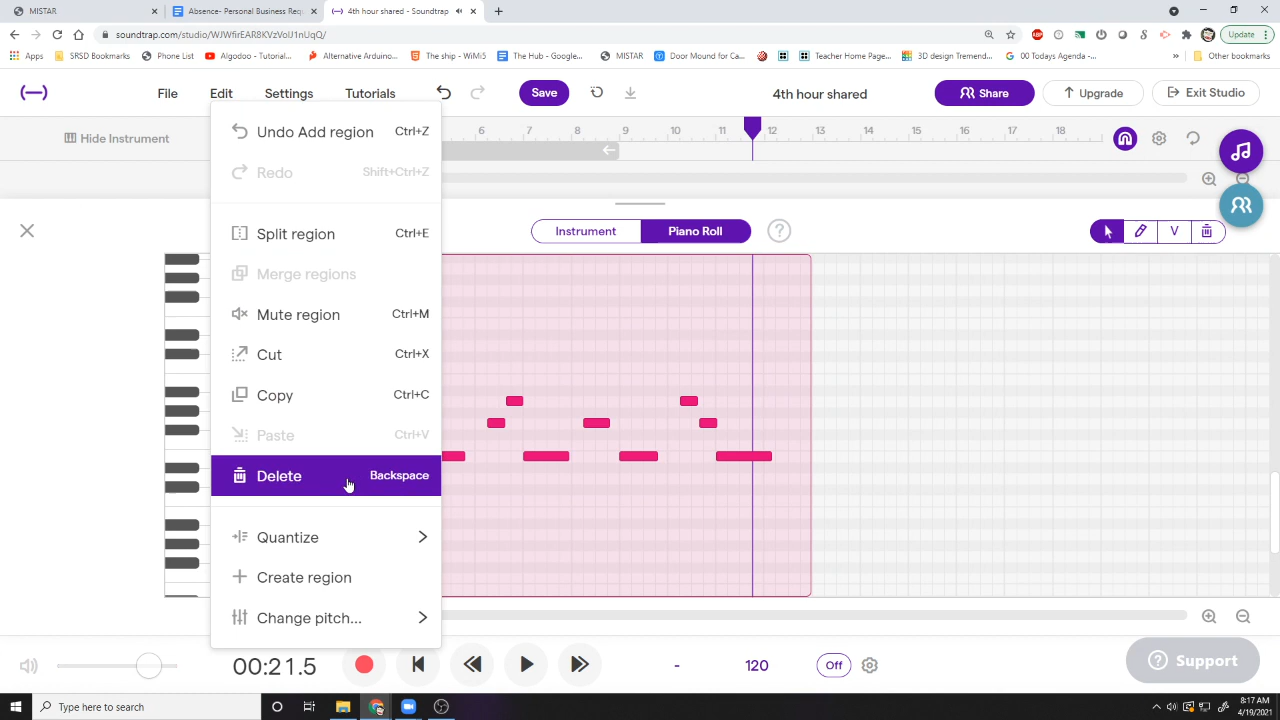 MISTAR
Absence- Personal Business Req
4th hour shared - Soundtrap
soundtrap.com/studio/WJWfirEAR8KVzVolJ1nUqQ/
ABP
Update
Apps
SRSD Bookmarks
Phone List
Algodoo - Tutorial...
Alternative Arduino...
The ship - WiMi5
The Hub - Google...
MISTAR
Door Mound for Ca...
Teacher Home Page...
3D design Tremend...
00 Todays Agenda -...
»
Other bookmarks
File
Edit
Settings
Tutorials
Save
4th hour shared
Share
Upgrade
Exit Studio
Hide Instrument
6 7 8 9 10 11 12 13 14 15 16 17 18
Undo Add region Ctrl+Z
Redo Shift+Ctrl+Z
Split region Ctrl+E
Merge regions
Mute region Ctrl+M
Cut Ctrl+X
Copy Ctrl+C
Paste Ctrl+V
Delete Backspace
Quantize
Create region
Change pitch...
Instrument
Piano Roll
?
V
00:21.5
-
120
Off
Support
Type here to search
8:17 AM
4/19/2021